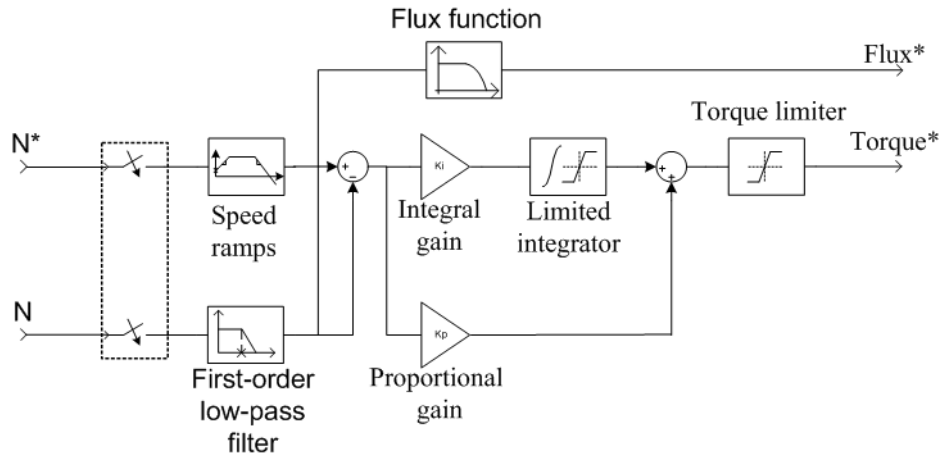 Flux function
Flux*
Torque limiter
N*
Torque*
+
−
Ki
+
+
Speed
ramps
Integral
gain
Limited
integrator
N
Kp
First-order
low-pass
filter
Proportional
gain